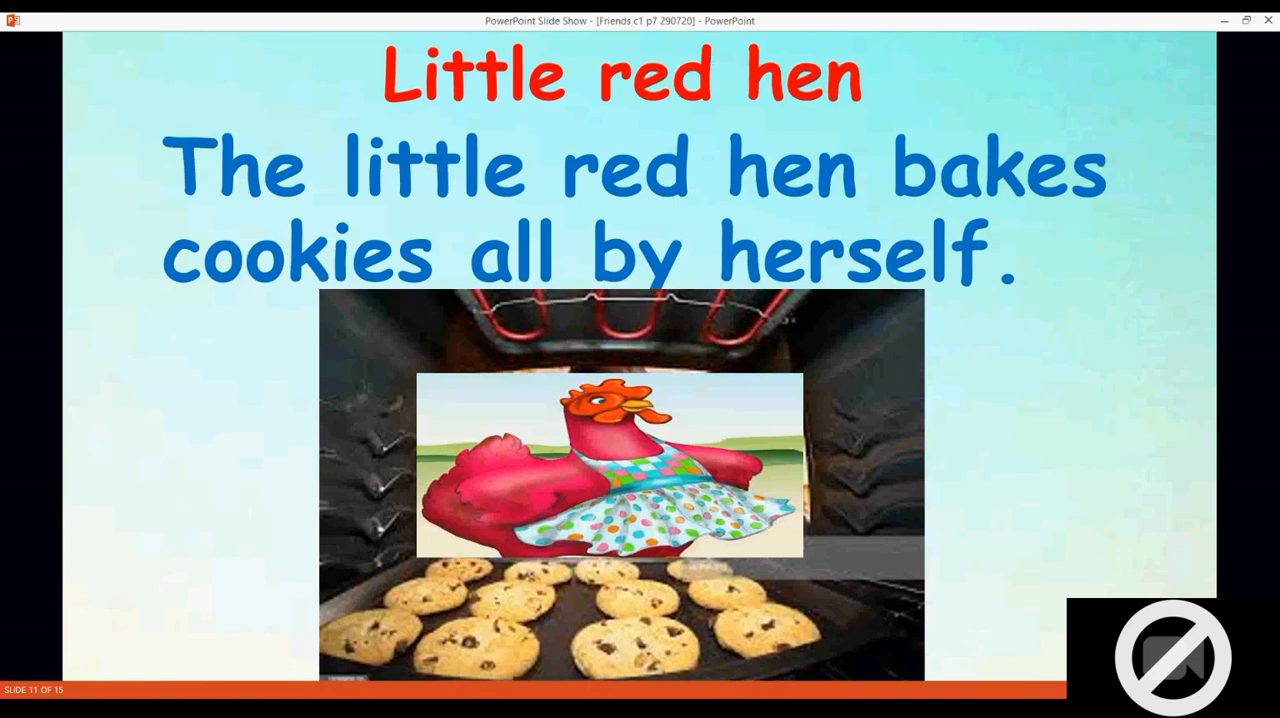 PowerPoint Slide Show - [Friends c1 p7 290720] - PowerPoint
Little red hen
The little red hen bakes
cookies all by herself.
SLIDE 11 OF 15